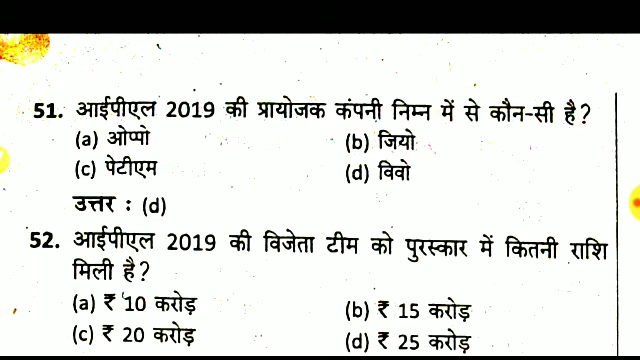 51. आईपीएल 2019 की प्रायोजक कंपनी निम्न में से कौन-सी है?
(a) ओप्पो (b) जियो
(c) पेटीएम (d) विवो
उत्तर : (d)
52. आईपीएल 2019 की विजेता टीम को पुरस्कार में कितनी राशि
मिली है?
(a) ₹ 10 करोड़ (b) ₹ 15 करोड़
(c) ₹ 20 करोड़ (d) ₹ 25 करोड़